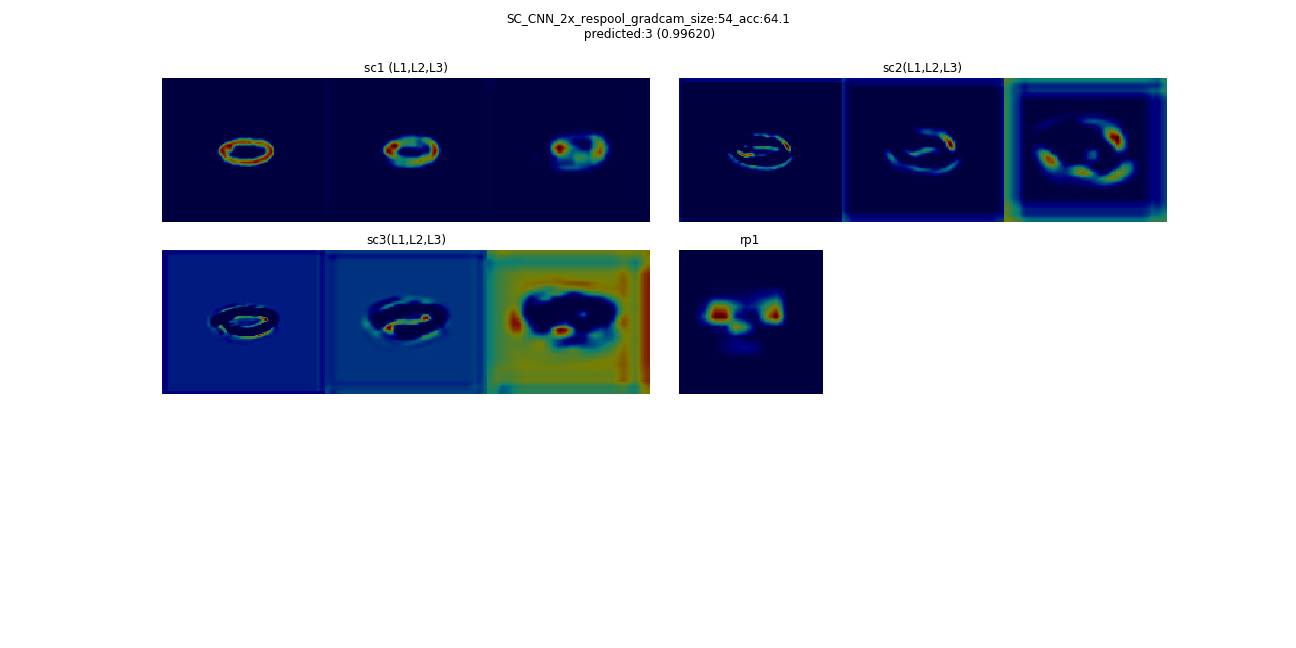 SC_CNN_2x_respool_gradcam_size:54_acc:64.1
predicted:3 (0.99620)
sc1 (L1,L2,L3)
sc2(L1,L2,L3)
sc3(L1,L2,L3)
rp1